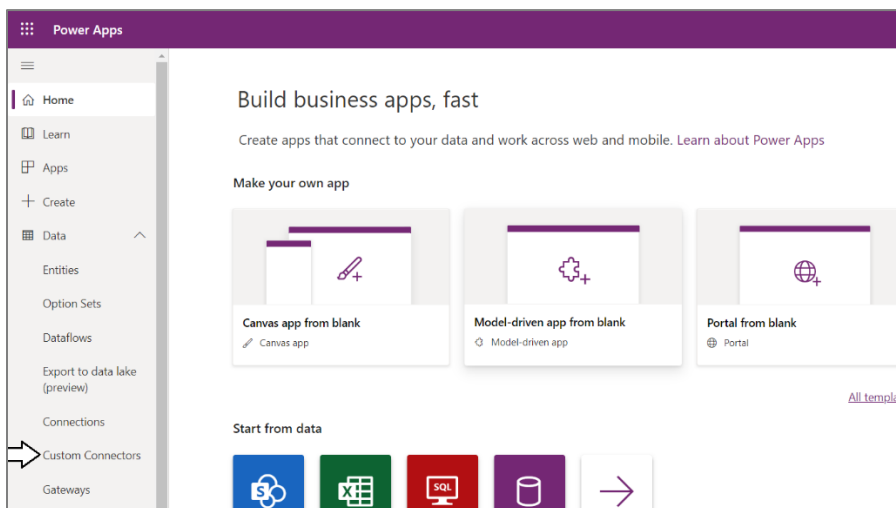 Power Apps
Home
Learn
Apps
Create
Data
Entities
Option Sets
Dataflows
Export to data lake
(preview)
Connections
Custom Connectors
Gateways
Build business apps, fast
Create apps that connect to your data and work across web and mobile. Learn about Power Apps
Make your own app
Canvas app from blank
Canvas app
Model-driven app from blank
Model-driven app
Portal from blank
Portal
All templa
Start from data
S
X
SQL